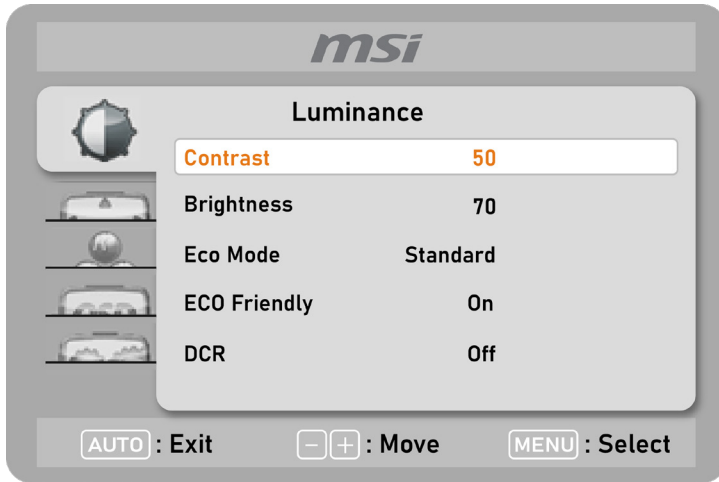 msi
Luminance
Contrast 50
Brightness 70
Eco Mode Standard
ECO Friendly On
DCR Off
AUTO : Exit - + : Move MENU : Select